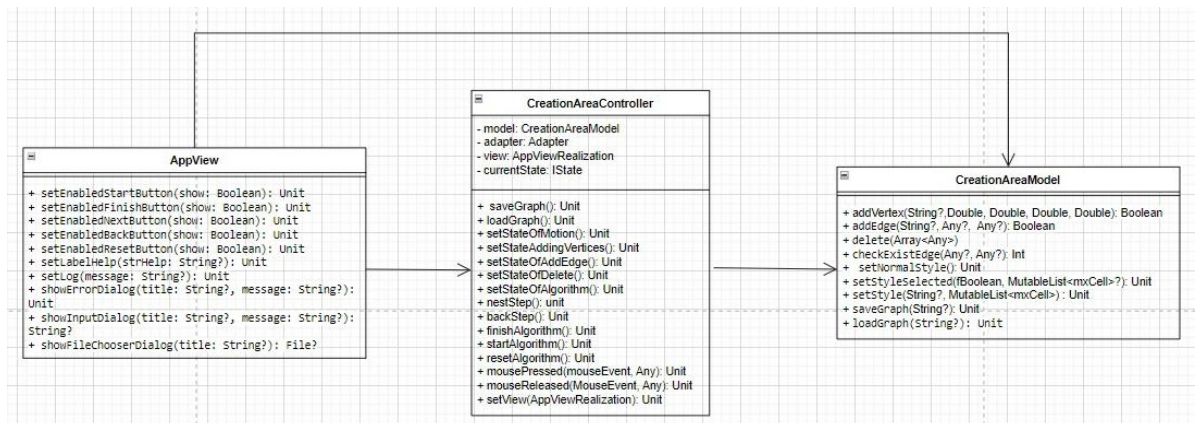 AppView
+ setEnabledStartButton(show: Boolean): Unit
+ setEnabledFinishButton(show: Boolean): Unit
+ setEnabledNextButton(show: Boolean): Unit
+ setEnabledBackButton(show: Boolean): Unit
+ setEnabledResetButton(show: Boolean): Unit
+ setLabelHelp(strHelp: String?): Unit
+ setLog(message: String?): Unit
+ showErrorDialog(title: String?, message: String?):
Unit
+ showInputDialog(title: String?, message: String?):
String?
+ showFileChooserDialog(title: String?): File?
CreationAreaController
- model: CreationAreaModel
- adapter: Adapter
- view: AppViewRealization
- currentState: IState
+ saveGraph(): Unit
+ loadGraph(): Unit
+ setStateOfMotion(): Unit
+ setStateAddingVertices(): Unit
+ setStateOfAddEdge(): Unit
+ setStateOfDelete(): Unit
+ setStateOfAlgorithm(): Unit
+ nestStep(): unit
+ backStep(): Unit
+ finishAlgorithm(): Unit
+ startAlgorithm(): Unit
+ resetAlgorithm(): Unit
+ mousePressed(mouseEvent, Any): Unit
+ mouseReleased(MouseEvent, Any): Unit
+ setView(AppViewRealization): Unit
CreationAreaModel
+ addVertex(String?,Double, Double, Double, Double): Boolean
+ addEdge(String?, Any?, Any?): Boolean
+ delete(Array<Any>)
+ checkExistEdge(Any?, Any?): Int
+ setNormalStyle(): Unit
+ setStyleSelected(fBoolean, MutableList<mxCell>?): Unit
+ setStyle(String?, MutableList<mxCell>) : Unit
+ saveGraph(String?): Unit
+ loadGraph(String?): Unit